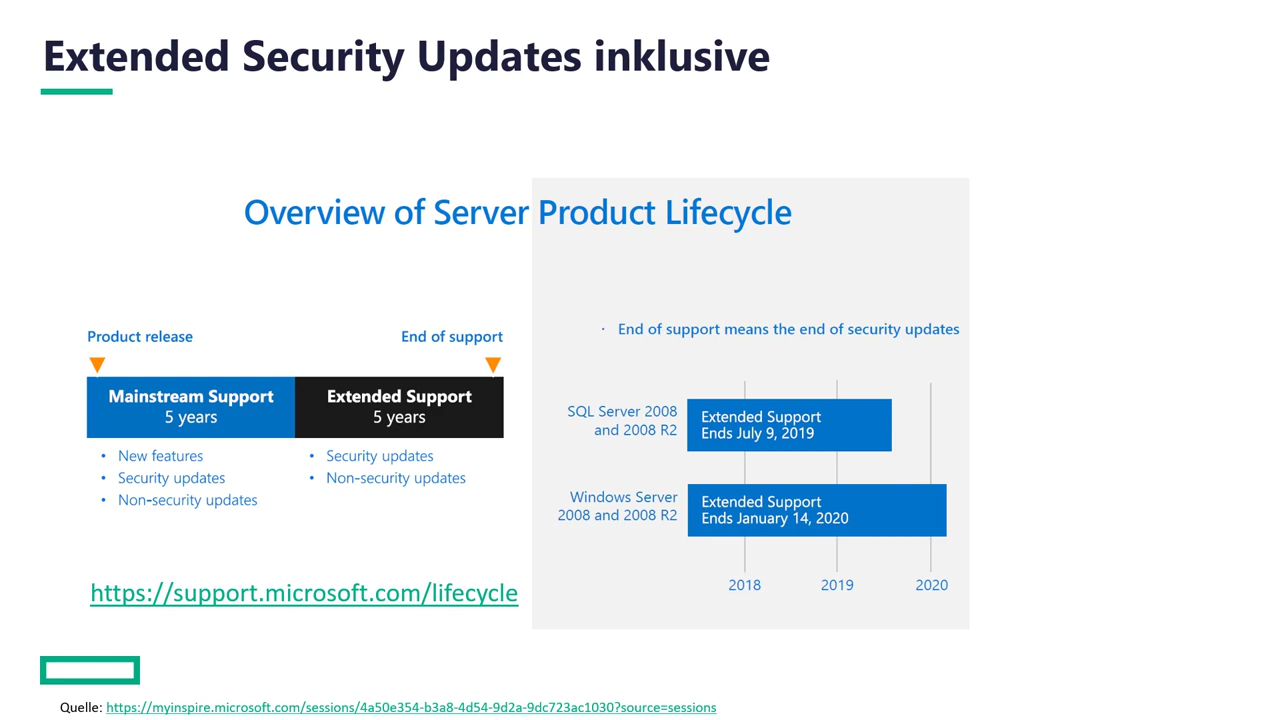 Extended Security Updates inklusive
Overview of Server Product Lifecycle
Product release
End of support
Mainstream Support
5 years
Extended Support
5 years
• New features
• Security updates
• Non-security updates
• Security updates
• Non-security updates
https://support.microsoft.com/lifecycle
· End of support means the end of security updates
SQL Server 2008
and 2008 R2
Extended Support
Ends July 9, 2019
Windows Server
2008 and 2008 R2
Extended Support
Ends January 14, 2020
2018
2019
2020
Quelle: https://myinspire.microsoft.com/sessions/4a50e354-b3a8-4d54-9d2a-9dc723ac1030?source=sessions